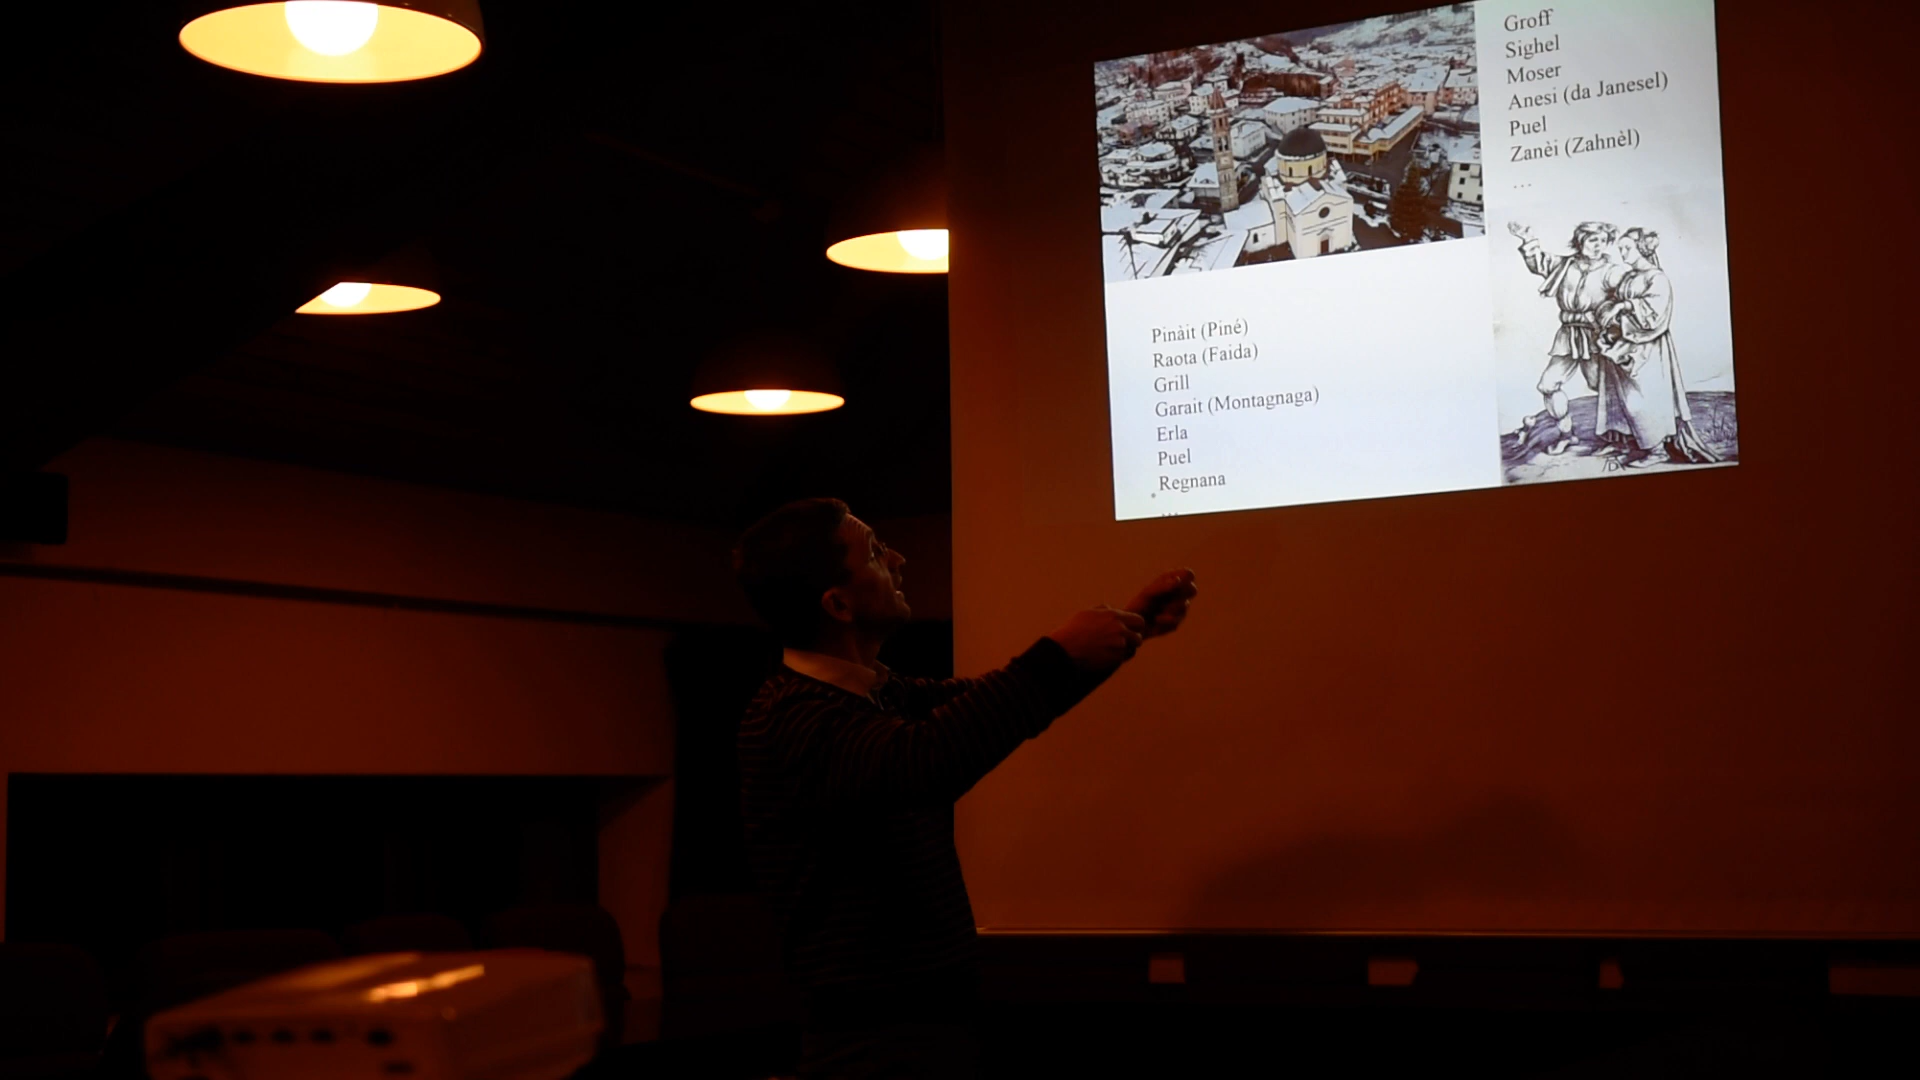 Groff
Sighel
Moser
Anesi (da Janesel)
Puel
Zanèi (Zahnèl)
...
Pinàit (Piné)
Raota (Faida)
Grill
Garait (Montagnaga)
Erla
Puel
Regnana
...
AD